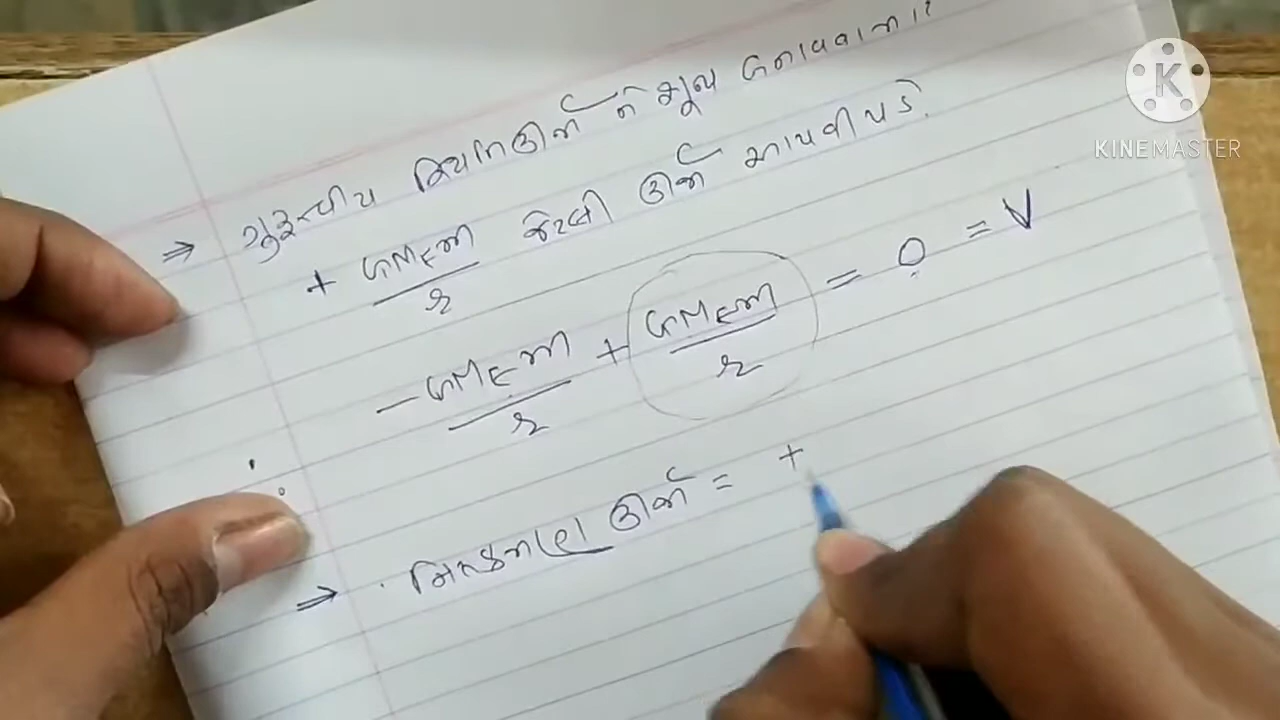 ⇒ ગુરુત્વીય સ્થિતિઊર્જા ને શૂન્ય બનાવવા
+ GMEm/r જેટલી ઊર્જા આપવી પડે.
- GMEm/r + GMEm/r = 0 = V
⇒ નિષ્ક્રમણ ઊર્જા = +
KINEMASTER